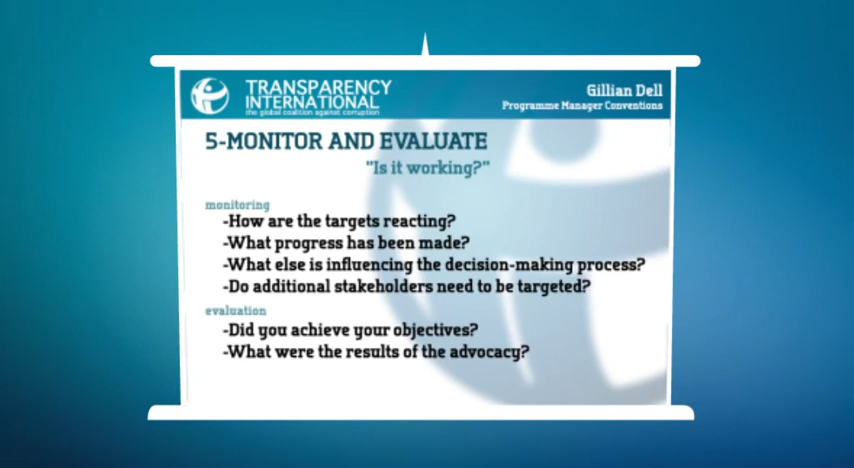 TRANSPARENCY
INTERNATIONAL
the global coalition against corruption
Gillian Dell
Programme Manager Conventions
5-MONITOR AND EVALUATE
"Is it working?"
monitoring
-How are the targets reacting?
-What progress has been made?
-What else is influencing the decision-making process?
-Do additional stakeholders need to be targeted?
evaluation
-Did you achieve your objectives?
-What were the results of the advocacy?